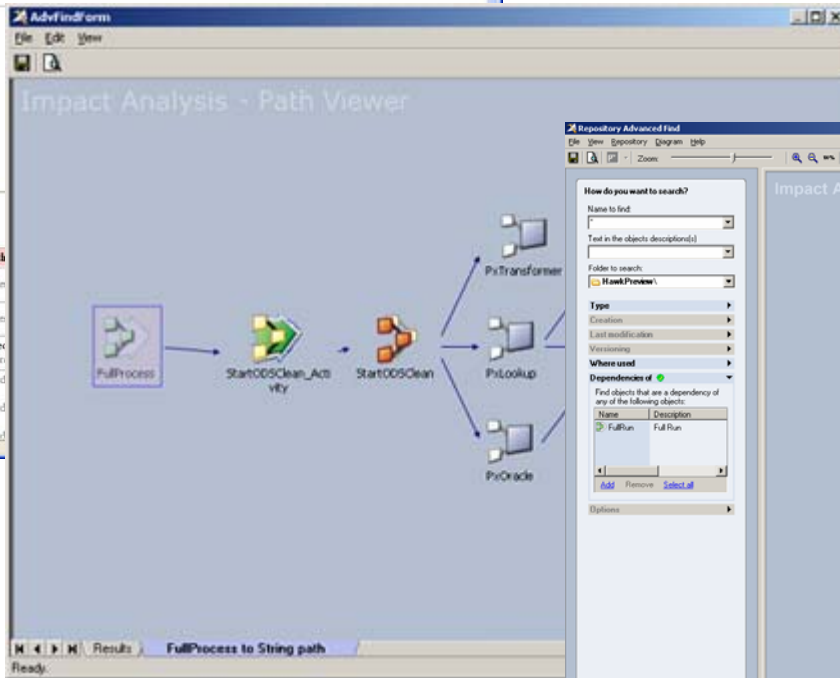 AdvFindForm
File Edit View
Impact Analysis - Path Viewer
FullProcess
StartODSClean_Acti
vity
StartODSClean
PxTransformer
PxLookup
PxOracle
Results
FullProcess to String path
Ready.
Repository Advanced Find
File View Repository Diagram Help
Zoom:
How do you want to search?
Name to find:
*
Text in the objects descriptions(s)
Folder to search:
HawkPreview\
Type
Creation
Last modification
Versioning
Where used
Dependencies of
Find objects that are a dependency of
any of the following objects:
Name Description
FullRun Full Run
Add Remove Select all
Options
Impact A